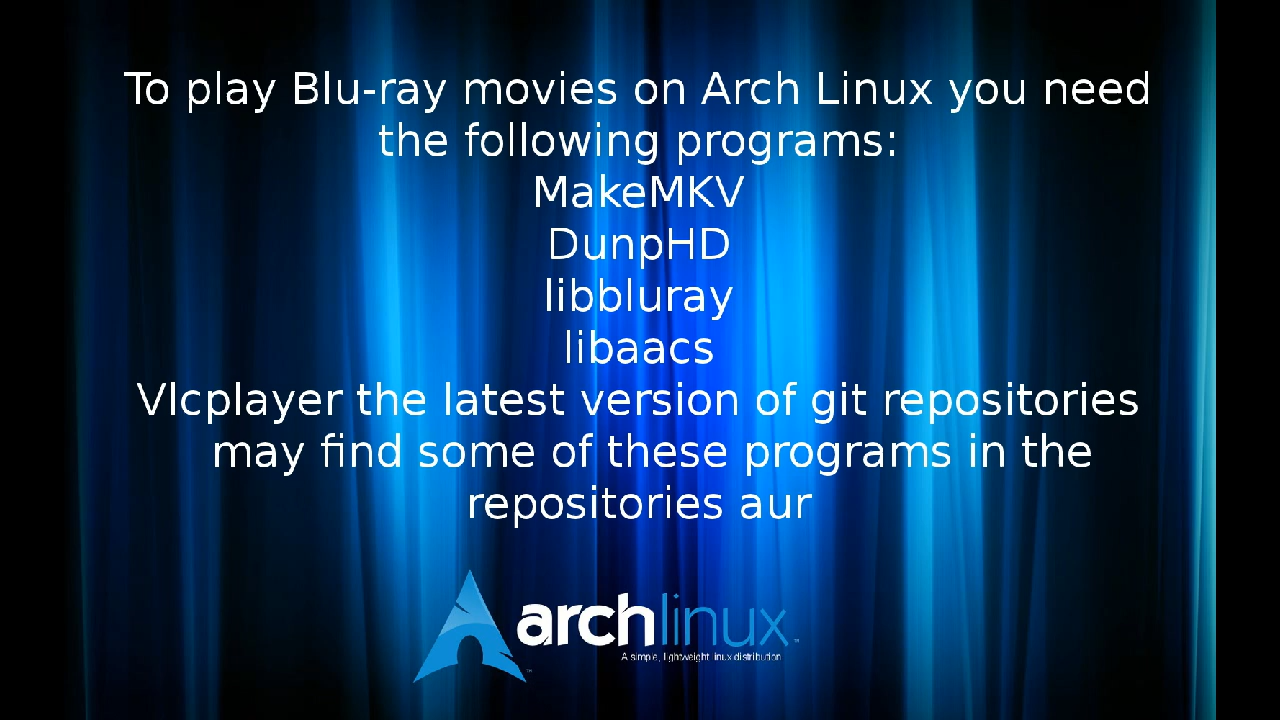 To play Blu-ray movies on Arch Linux you need
the following programs:
MakeMKV
DunpHD
libbluray
libaacs
Vlcplayer the latest version of git repositories
may find some of these programs in the
repositories aur
archlinux™
A simple, lightweight linux distribution
™